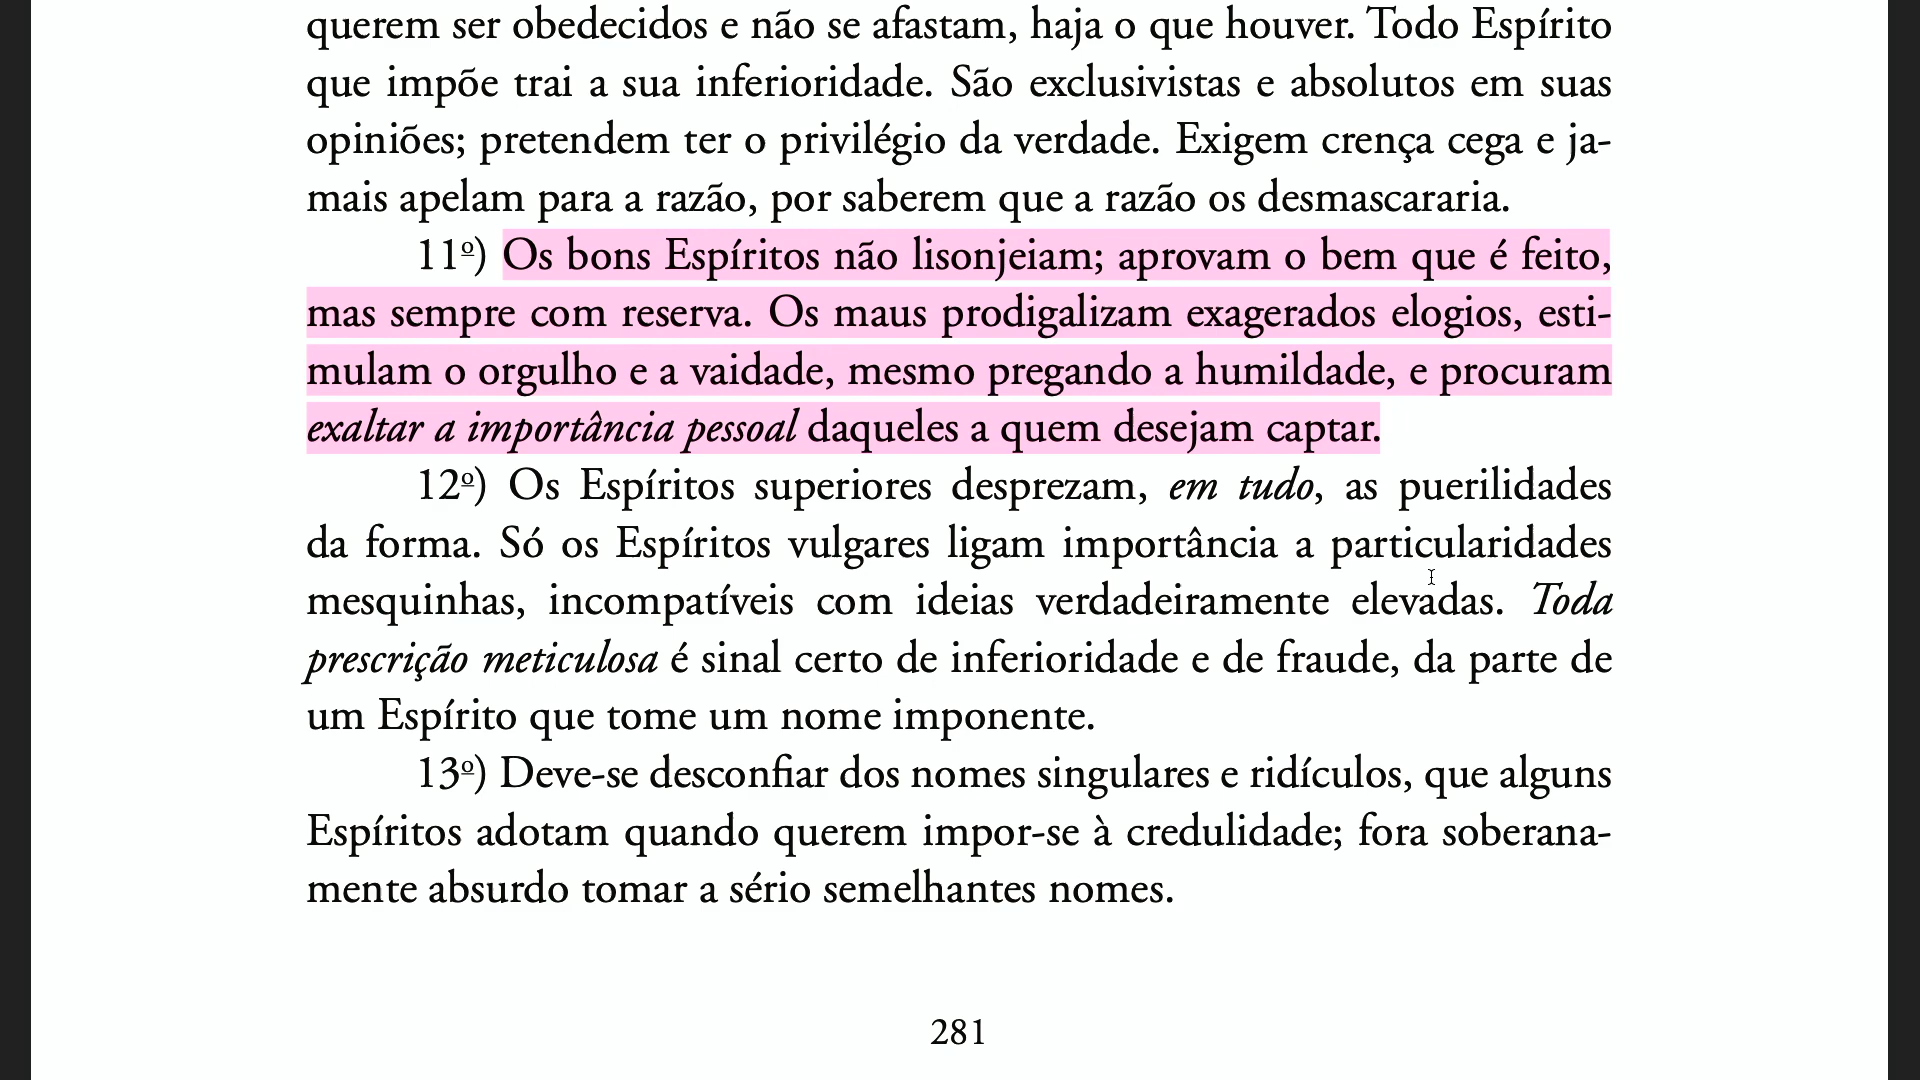 querem ser obedecidos e não se afastam, haja o que houver. Todo Espírito
que impõe trai a sua inferioridade. São exclusivistas e absolutos em suas
opiniões; pretendem ter o privilégio da verdade. Exigem crença cega e ja-
mais apelam para a razão, por saberem que a razão os desmascararia.
11º) Os bons Espíritos não lisonjeiam; aprovam o bem que é feito,
mas sempre com reserva. Os maus prodigalizam exagerados elogios, esti-
mulam o orgulho e a vaidade, mesmo pregando a humildade, e procuram
exaltar a importância pessoal daqueles a quem desejam captar.
12º) Os Espíritos superiores desprezam, em tudo, as puerilidades
da forma. Só os Espíritos vulgares ligam importância a particularidades
mesquinhas, incompatíveis com ideias verdadeiramente elevadas. Toda
prescrição meticulosa é sinal certo de inferioridade e de fraude, da parte de
um Espírito que tome um nome imponente.
13º) Deve-se desconfiar dos nomes singulares e ridículos, que alguns
Espíritos adotam quando querem impor-se à credulidade; fora soberana-
mente absurdo tomar a sério semelhantes nomes.
281